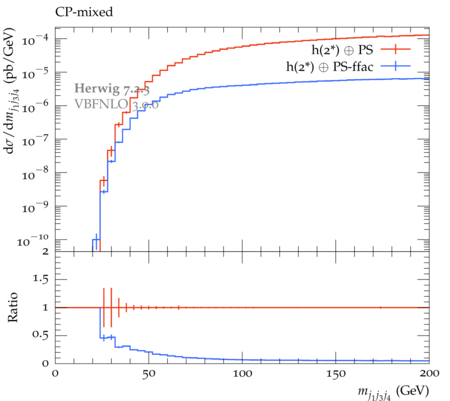 CP-mixed
h(2*) ⊕ PS
h(2*) ⊕ PS-ffac
Herwig 7.2.3
VBFNLO 3.0.0
dσ/dm_{j₁j₃j₄} (pb/GeV)
10⁻⁴
10⁻⁵
10⁻⁶
10⁻⁷
10⁻⁸
10⁻⁹
10⁻¹⁰
2
1.5
1
0.5
0
Ratio
0 50 100 150 200
m_{j₁j₃j₄} (GeV)